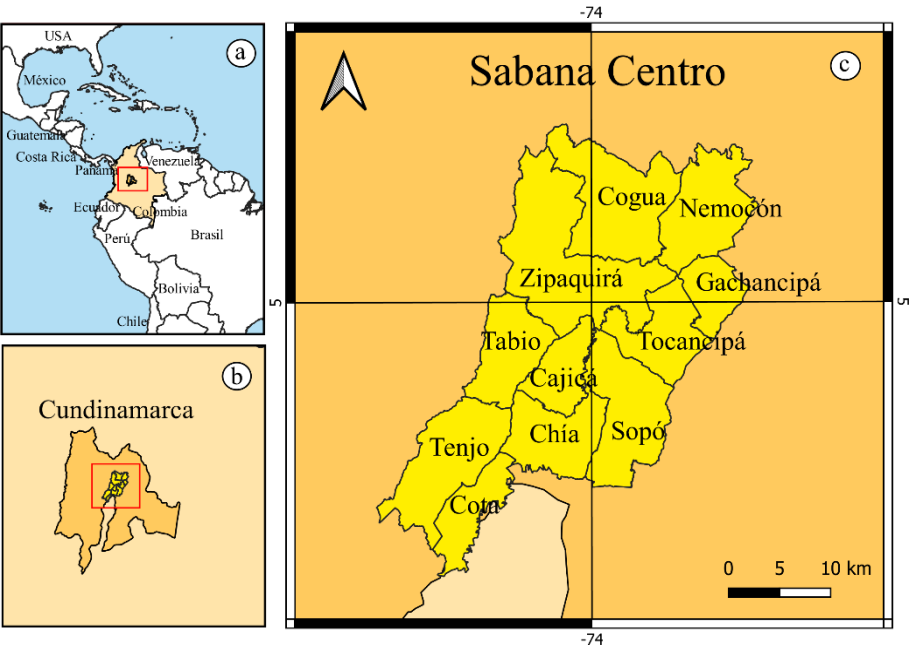 USA
a
México
Guatemala
Costa Rica
Panamá
Venezuela
Ecuador
Colombia
Perú
Brasil
Bolivia
Chile
b
Cundinamarca
-74
Sabana Centro
c
Cogua
Nemocón
Zipaquirá
Gachancipá
5
5
Tabio
Tocancipá
Cajicá
Chía
Sopó
Tenjo
Cota
0 5 10 km
-74